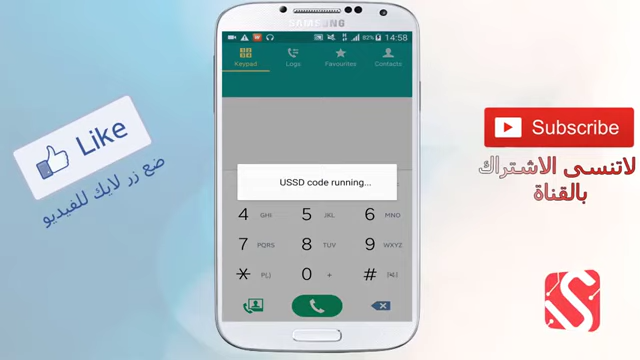 SAMSUNG
82% 14:58
Keypad
Logs
Favourites
Contacts
USSD code running...
4 GHI
5 JKL
6 MNO
7 PQRS
8 TUV
9 WXYZ
0 +
#
Like
ضع زر لايك للفيديو
Subscribe
لاتنسى الاشتراك
بالقناة